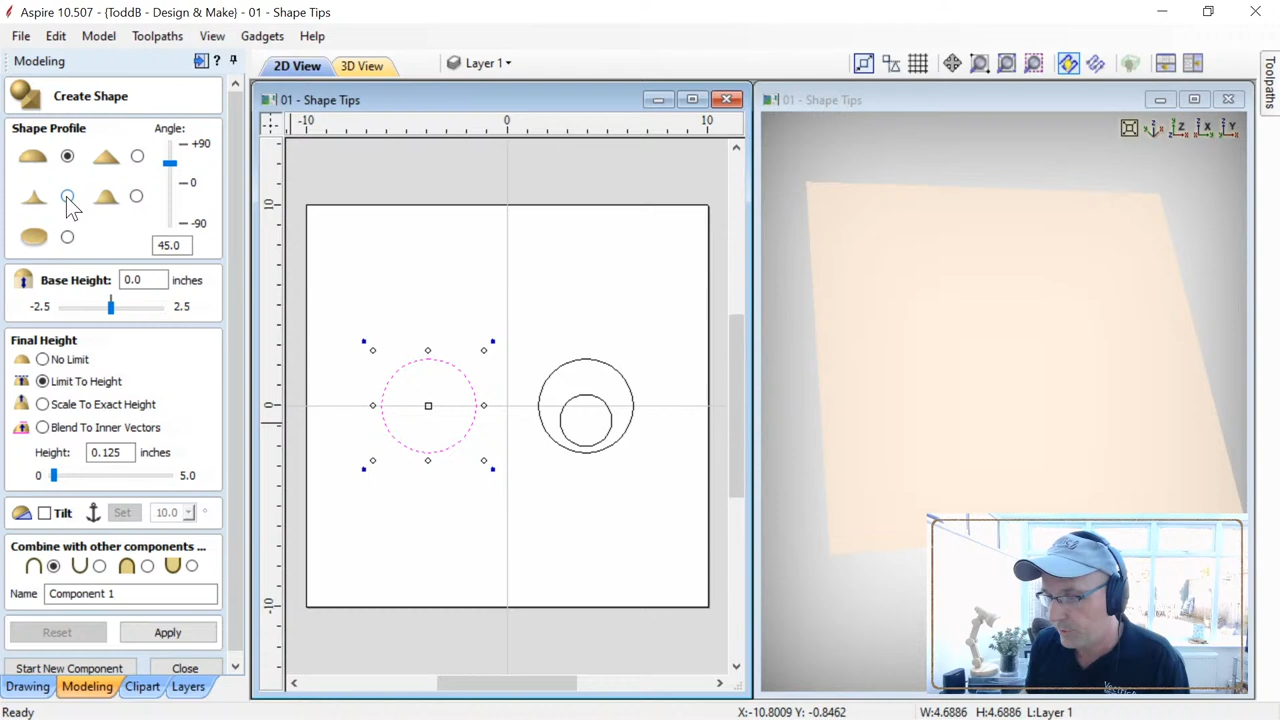 Aspire 10.507 - {ToddB - Design & Make} - 01 - Shape Tips
File Edit Model Toolpaths View Gadgets Help
Modeling
2D View 3D View Layer 1
Toolpaths
Create Shape
01 - Shape Tips
01 - Shape Tips
-10 0 10
Shape Profile Angle:
+90
0
-90
45.0
10
0
-10
Base Height: 0.0 inches
-2.5 2.5
Final Height
No Limit
Limit To Height
Scale To Exact Height
Blend To Inner Vectors
Height: 0.125 inches
0 5.0
Tilt Set 10.0 °
Combine with other components ...
Name Component 1
Reset Apply
Start New Component Close
Drawing Modeling Clipart Layers
Ready X:-10.8009 Y: -0.8462 W:4.6886 H:4.6886 L:Layer 1